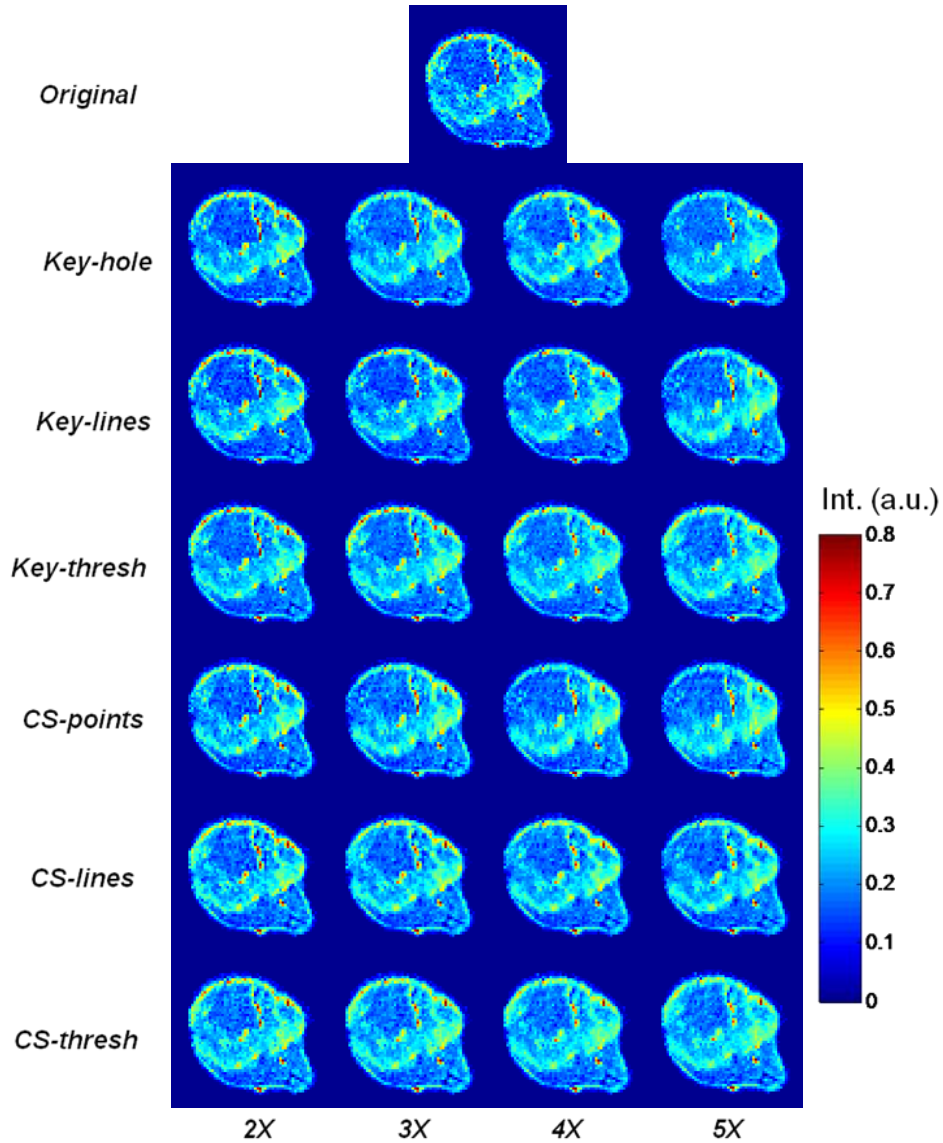 Original
Key-hole
Key-lines
Key-thresh
CS-points
CS-lines
CS-thresh
2X 3X 4X 5X
Int. (a.u.)
0.8
0.7
0.6
0.5
0.4
0.3
0.2
0.1
0